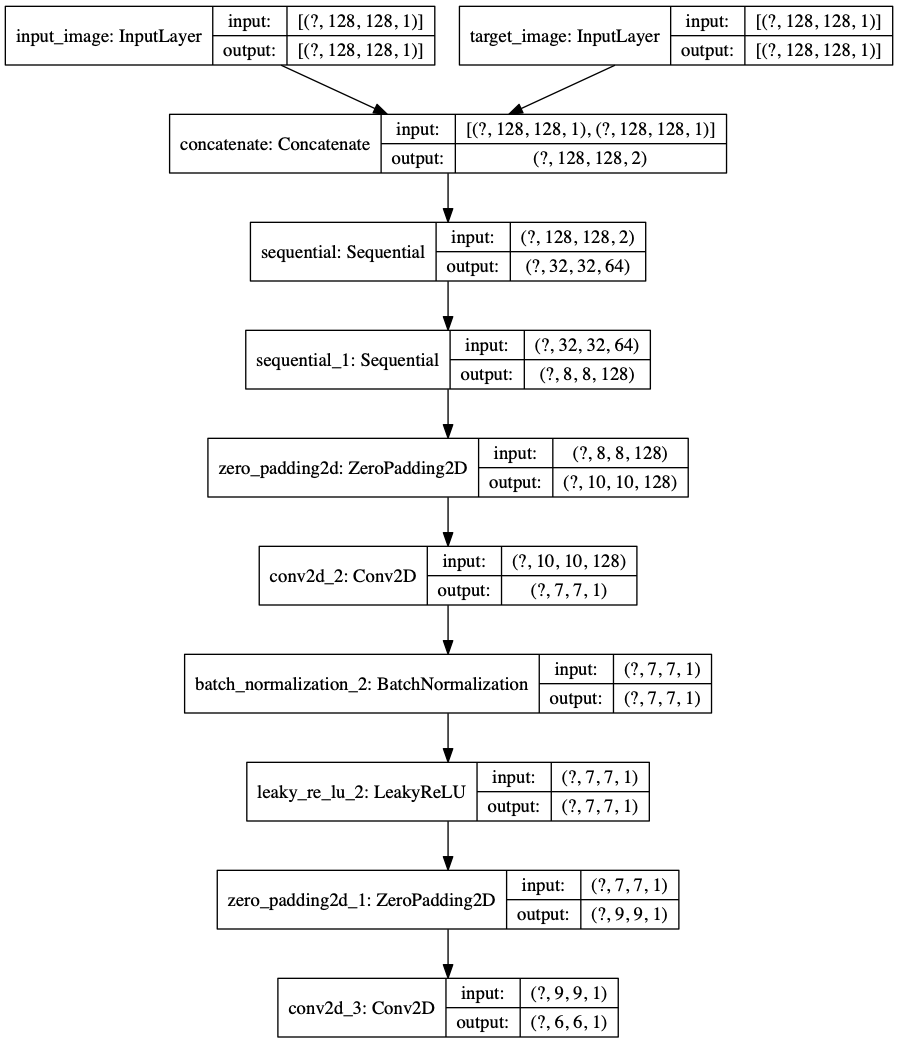 input_image: InputLayer
input:
[(?, 128, 128, 1)]
output:
[(?, 128, 128, 1)]
target_image: InputLayer
input:
[(?, 128, 128, 1)]
output:
[(?, 128, 128, 1)]
concatenate: Concatenate
input:
[(?, 128, 128, 1), (?, 128, 128, 1)]
output:
(?, 128, 128, 2)
sequential: Sequential
input:
(?, 128, 128, 2)
output:
(?, 32, 32, 64)
sequential_1: Sequential
input:
(?, 32, 32, 64)
output:
(?, 8, 8, 128)
zero_padding2d: ZeroPadding2D
input:
(?, 8, 8, 128)
output:
(?, 10, 10, 128)
conv2d_2: Conv2D
input:
(?, 10, 10, 128)
output:
(?, 7, 7, 1)
batch_normalization_2: BatchNormalization
input:
(?, 7, 7, 1)
output:
(?, 7, 7, 1)
leaky_re_lu_2: LeakyReLU
input:
(?, 7, 7, 1)
output:
(?, 7, 7, 1)
zero_padding2d_1: ZeroPadding2D
input:
(?, 7, 7, 1)
output:
(?, 9, 9, 1)
conv2d_3: Conv2D
input:
(?, 9, 9, 1)
output:
(?, 6, 6, 1)